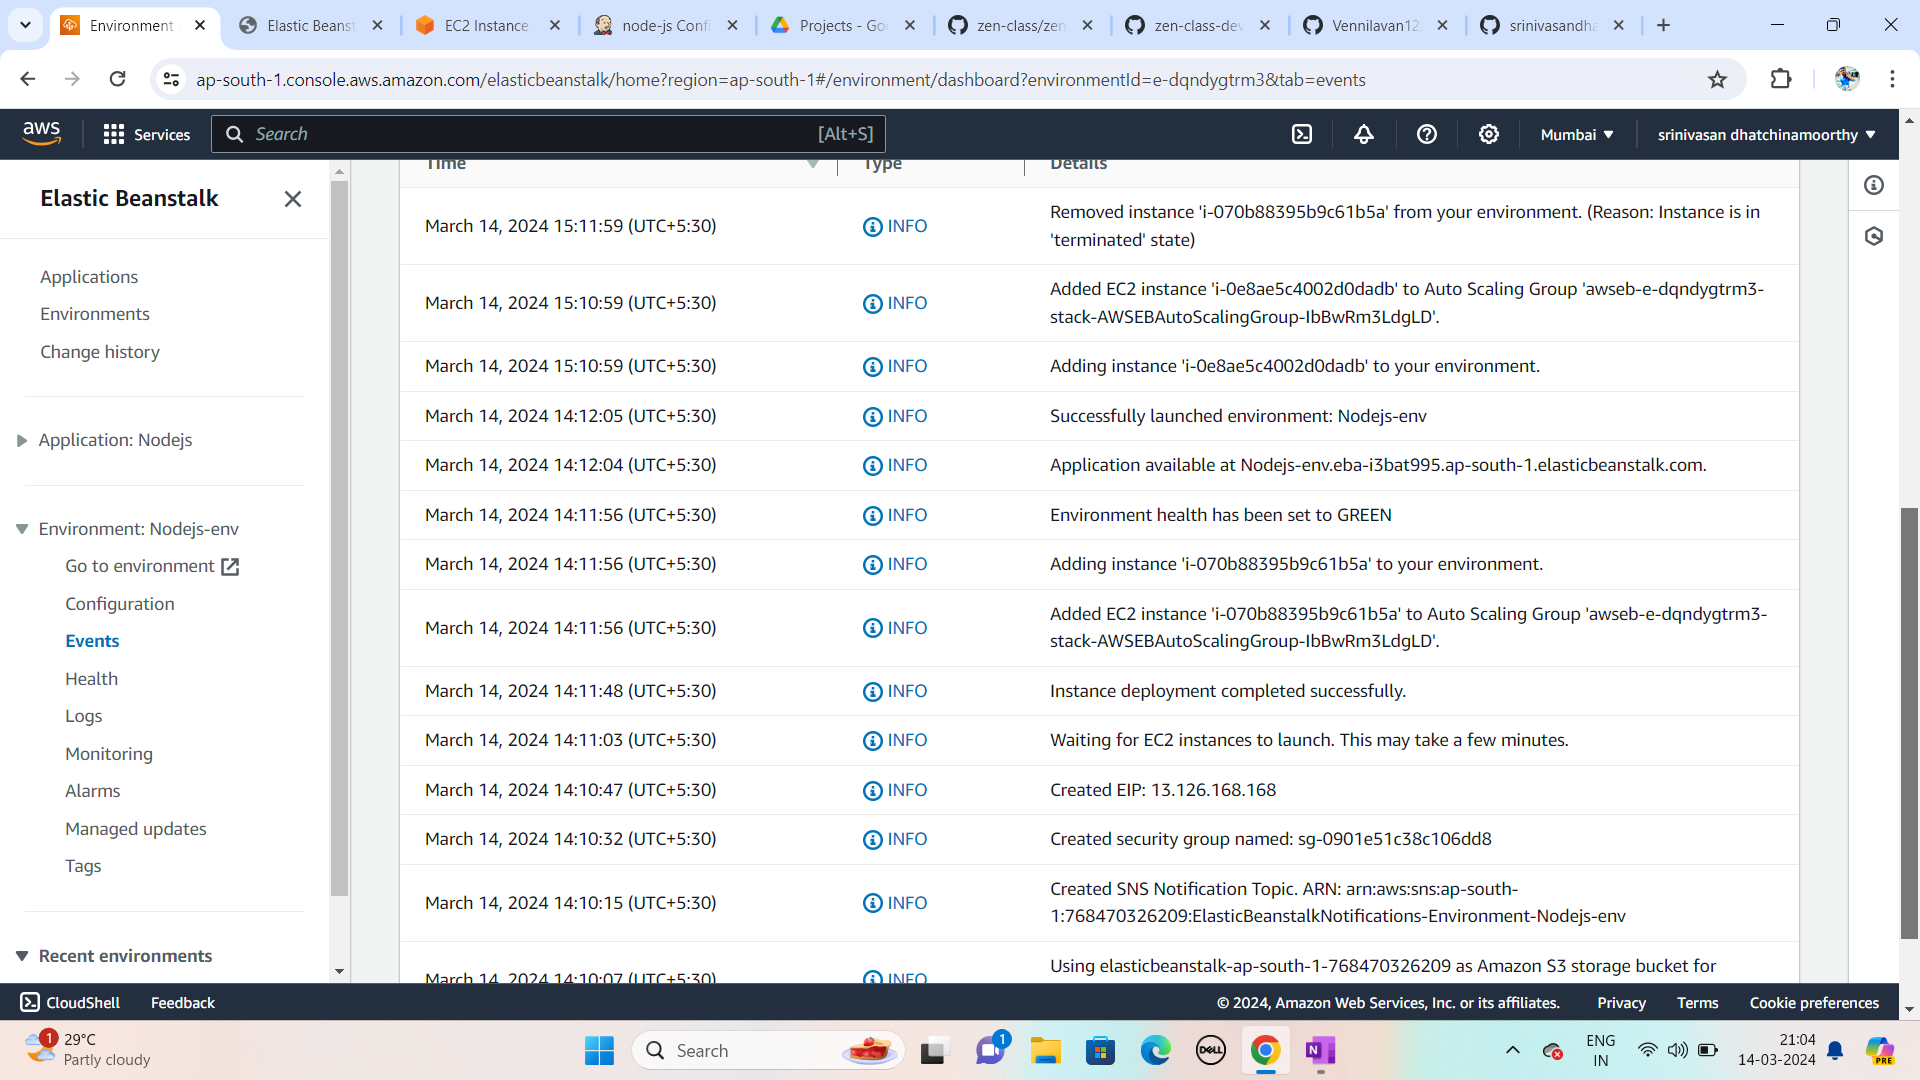 Environment
Elastic Beanst
EC2 Instance
node-js Confi
Projects - Goo
zen-class/zen
zen-class-dev
Vennilavan12
srinivasandha
ap-south-1.console.aws.amazon.com/elasticbeanstalk/home?region=ap-south-1#/environment/dashboard?environmentId=e-dqndygtrm3&tab=events
aws
Services
Search
[Alt+S]
Mumbai
srinivasan dhatchinamoorthy
Elastic Beanstalk
Applications
Environments
Change history
Application: Nodejs
Environment: Nodejs-env
Go to environment
Configuration
Events
Health
Logs
Monitoring
Alarms
Managed updates
Tags
Recent environments
Time Type Details
March 14, 2024 15:11:59 (UTC+5:30) INFO Removed instance 'i-070b88395b9c61b5a' from your environment. (Reason: Instance is in
'terminated' state)
March 14, 2024 15:10:59 (UTC+5:30) INFO Added EC2 instance 'i-0e8ae5c4002d0dadb' to Auto Scaling Group 'awseb-e-dqndygtrm3-
stack-AWSEBAutoScalingGroup-IbBwRm3LdgLD'.
March 14, 2024 15:10:59 (UTC+5:30) INFO Adding instance 'i-0e8ae5c4002d0dadb' to your environment.
March 14, 2024 14:12:05 (UTC+5:30) INFO Successfully launched environment: Nodejs-env
March 14, 2024 14:12:04 (UTC+5:30) INFO Application available at Nodejs-env.eba-i3bat995.ap-south-1.elasticbeanstalk.com.
March 14, 2024 14:11:56 (UTC+5:30) INFO Environment health has been set to GREEN
March 14, 2024 14:11:56 (UTC+5:30) INFO Adding instance 'i-070b88395b9c61b5a' to your environment.
March 14, 2024 14:11:56 (UTC+5:30) INFO Added EC2 instance 'i-070b88395b9c61b5a' to Auto Scaling Group 'awseb-e-dqndygtrm3-
stack-AWSEBAutoScalingGroup-IbBwRm3LdgLD'.
March 14, 2024 14:11:48 (UTC+5:30) INFO Instance deployment completed successfully.
March 14, 2024 14:11:03 (UTC+5:30) INFO Waiting for EC2 instances to launch. This may take a few minutes.
March 14, 2024 14:10:47 (UTC+5:30) INFO Created EIP: 13.126.168.168
March 14, 2024 14:10:32 (UTC+5:30) INFO Created security group named: sg-0901e51c38c106dd8
March 14, 2024 14:10:15 (UTC+5:30) INFO Created SNS Notification Topic. ARN: arn:aws:sns:ap-south-
1:768470326209:ElasticBeanstalkNotifications-Environment-Nodejs-env
March 14, 2024 14:10:07 (UTC+5:30) INFO Using elasticbeanstalk-ap-south-1-768470326209 as Amazon S3 storage bucket for
CloudShell Feedback © 2024, Amazon Web Services, Inc. or its affiliates. Privacy Terms Cookie preferences
1
29°C
Partly cloudy
Search
1
DELL
N
ENG
IN
21:04
14-03-2024
PRE